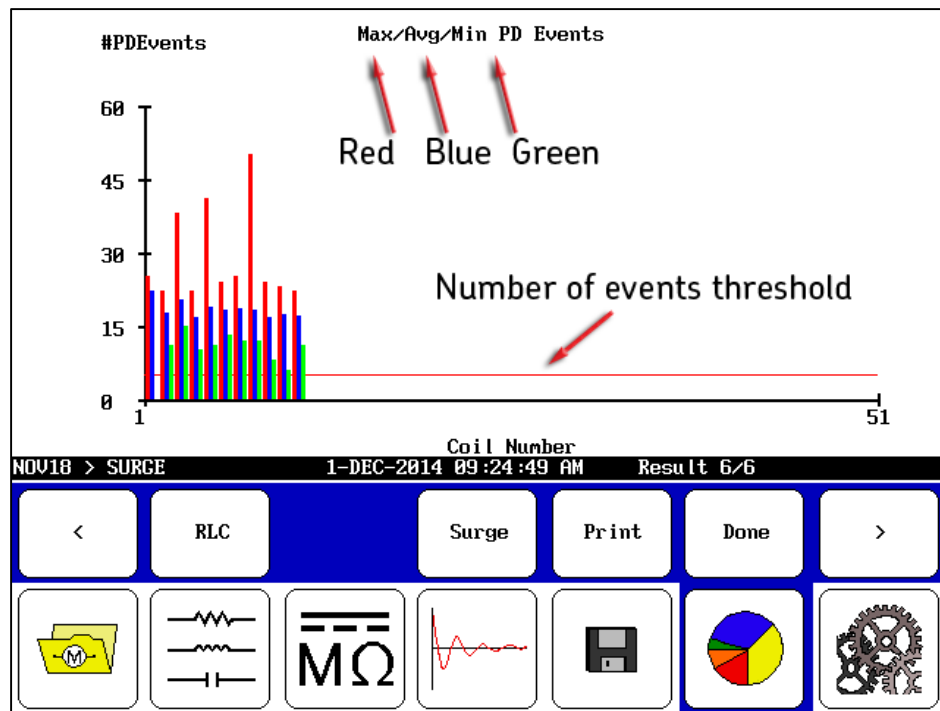 #PDEvents
Max/Avg/Min PD Events
Red Blue Green
60
45
30
15
0
Number of events threshold
1
51
Coil Number
NOV18 > SURGE 1-DEC-2014 09:24:49 AM Result 6/6
< RLC Surge Print Done >
M
MΩ